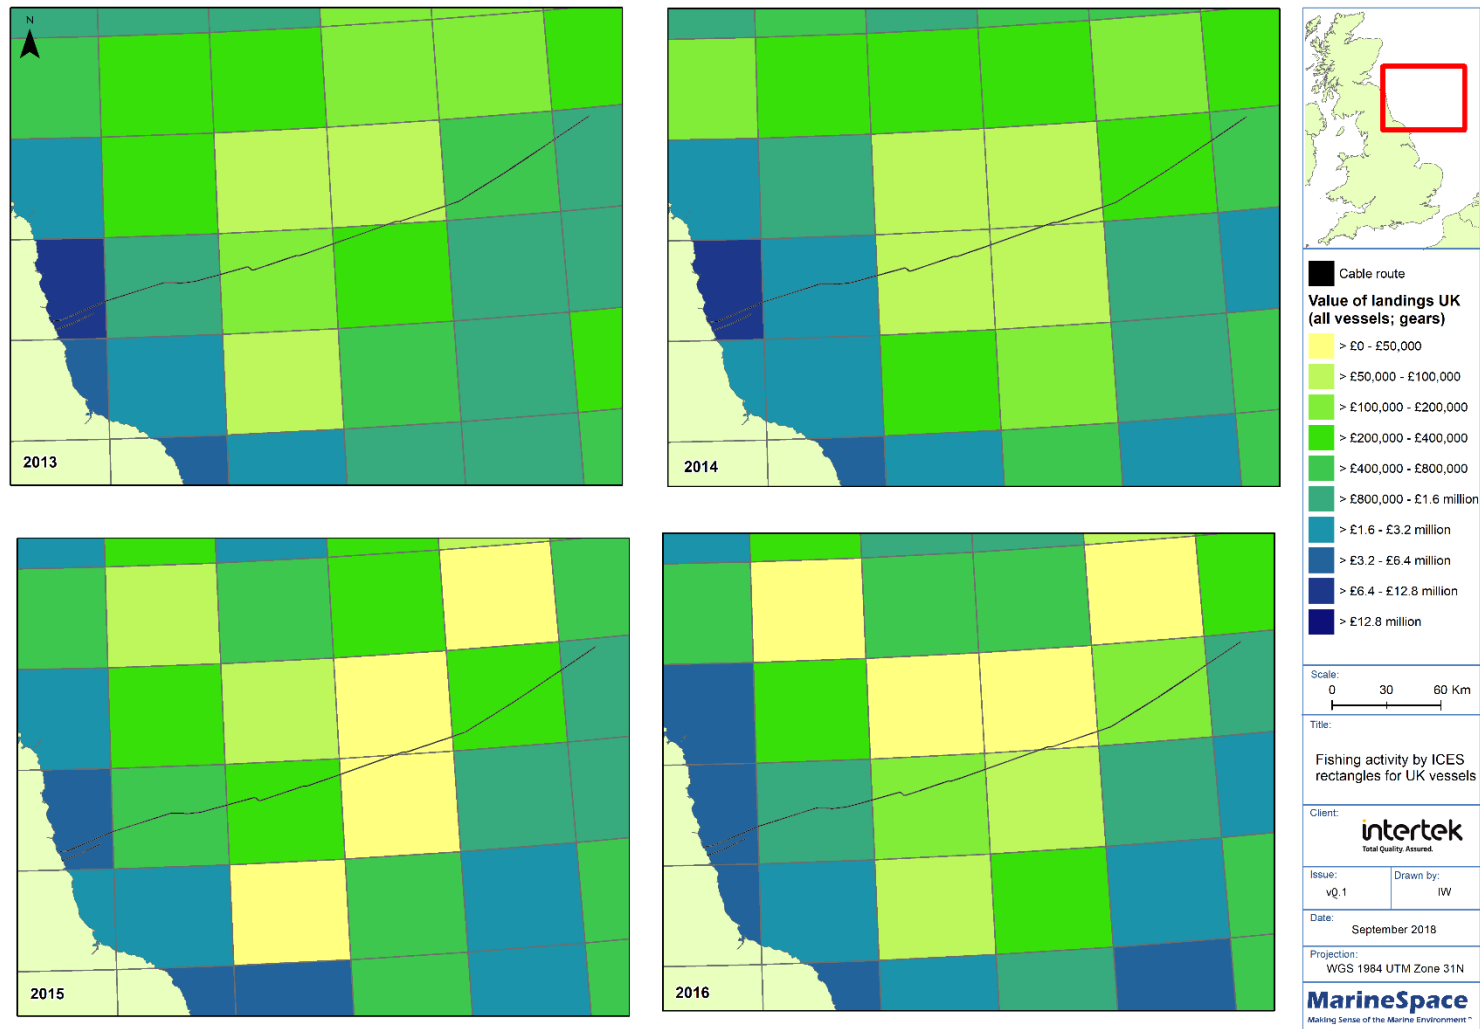 N
2013
2014
2015
2016
Cable route
Value of landings UK
(all vessels; gears)
> £0 - £50,000
> £50,000 - £100,000
> £100,000 - £200,000
> £200,000 - £400,000
> £400,000 - £800,000
> £800,000 - £1.6 million
> £1.6 - £3.2 million
> £3.2 - £6.4 million
> £6.4 - £12.8 million
> £12.8 million
Scale:
0 30 60 Km
Title:
Fishing activity by ICES
rectangles for UK vessels
Client:
intertek
Total Quality. Assured.
Issue:
v0.1
Drawn by:
IW
Date:
September 2018
Projection:
WGS 1984 UTM Zone 31N
MarineSpace
Making Sense of the Marine Environment